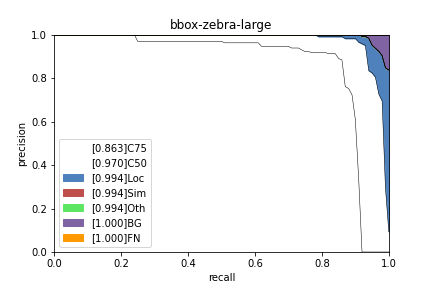 bbox-zebra-large
precision
1.0
0.8
0.6
0.4
0.2
0.0
[0.863]C75
[0.970]C50
[0.994]Loc
[0.994]Sim
[0.994]Oth
[1.000]BG
[1.000]FN
0.0 0.2 0.4 0.6 0.8 1.0
recall